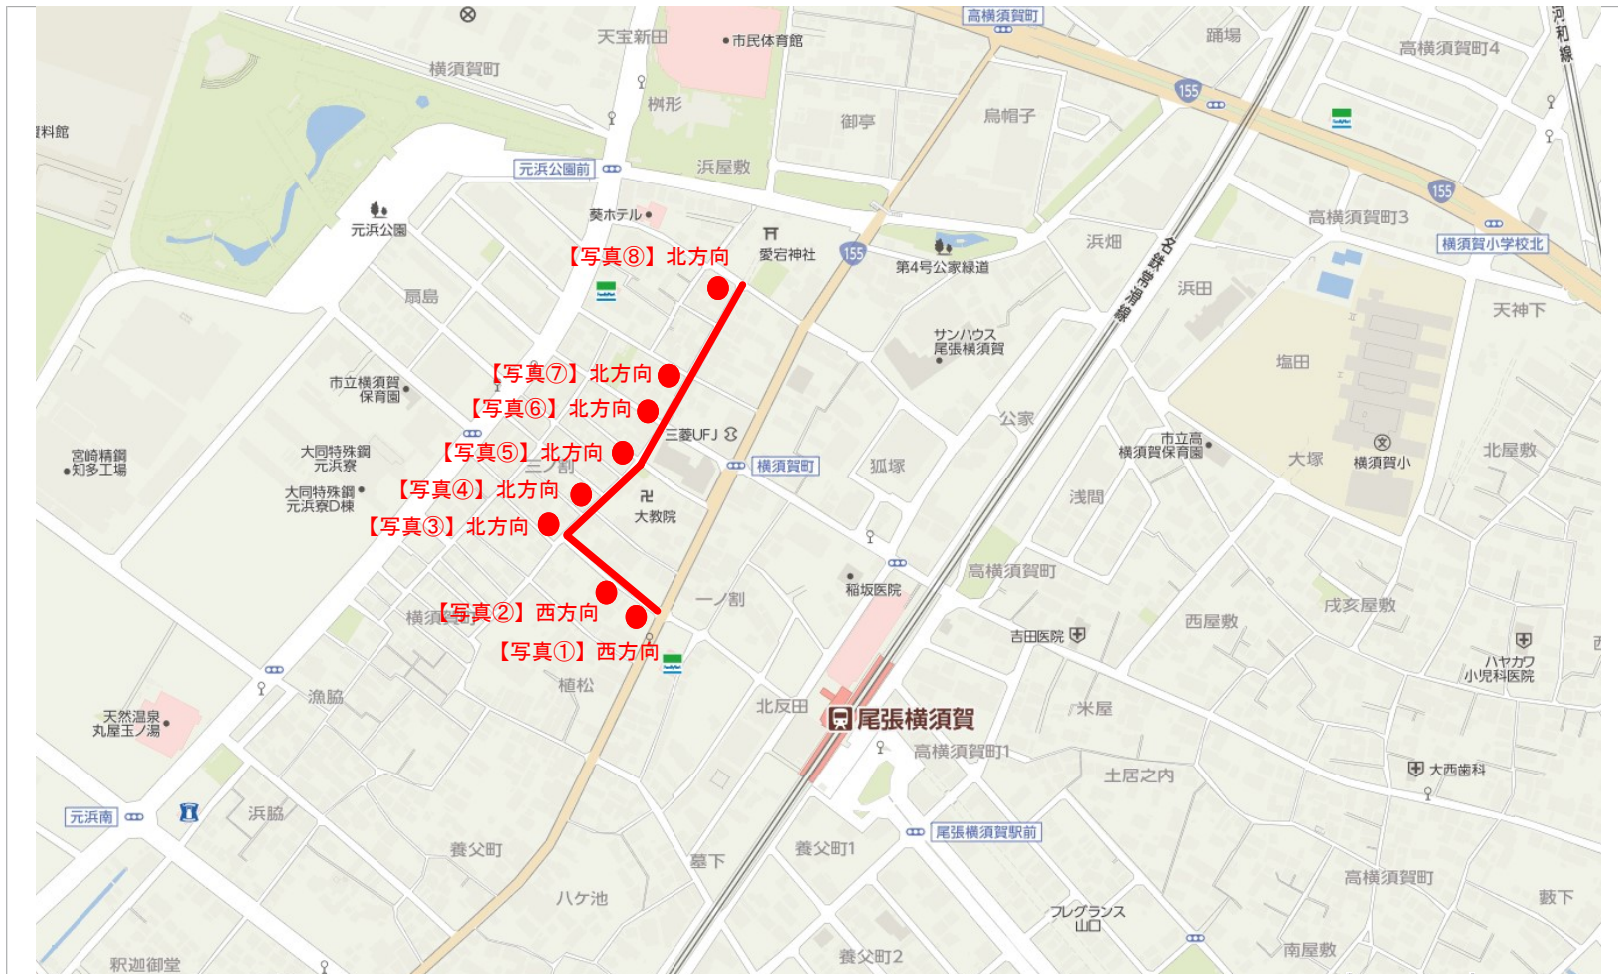 高横須賀町
河和線
天宝新田
市民体育館
踊場
高横須賀町4
横須賀町
155
桝形
御亭
烏帽子
資料館
元浜公園前
浜屋敷
155
葵ホテル
高横須賀町3
元浜公園
愛宕神社
155
浜畑
横須賀小学校北
【写真⑧】北方向
第4号公家緑道
名鉄常滑線
扇島
FamilyMart
浜田
天神下
サンハウス
尾張横須賀
塩田
【写真⑦】北方向
市立横須賀
保育園
【写真⑥】北方向
公家
三菱UFJ
市立高
横須賀保育園
北屋敷
宮崎精鋼
知多工場
大同特殊鋼
元浜寮
【写真⑤】北方向
三ノ割
横須賀町
狐塚
大塚
横須賀小
大同特殊鋼
元浜寮D棟
【写真④】北方向
浅間
大教院
【写真③】北方向
高横須賀町
稲坂医院
一ノ割
戌亥屋敷
横須賀町
【写真②】西方向
西屋敷
吉田医院
【写真①】西方向
FamilyMart
ハヤカワ
小児科医院
西
植松
漁脇
北反田
米屋
天然温泉
丸屋玉ノ湯
尾張横須賀
高横須賀町1
土居之内
大西歯科
元浜南
浜脇
尾張横須賀駅前
養父町
養父町1
墓下
高横須賀町
八ケ池
藪下
フレグランス
山口
南屋敷
釈迦御堂
養父町2